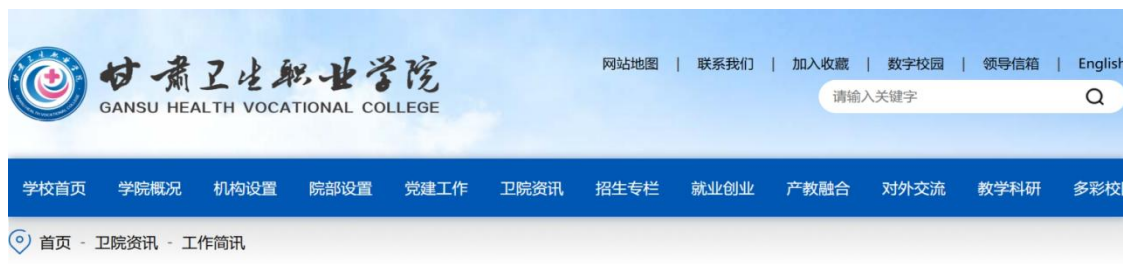 甘肃卫生职业学院
GANSU HEALTH VOCATIONAL COLLEGE
网站地图 | 联系我们 | 加入收藏 | 数字校园 | 领导信箱 | English
请输入关键字
学校首页 学院概况 机构设置 院部设置 党建工作 卫院资讯 招生专栏 就业创业 产教融合 对外交流 教学科研 多彩校
首页 - 卫院资讯 - 工作简讯